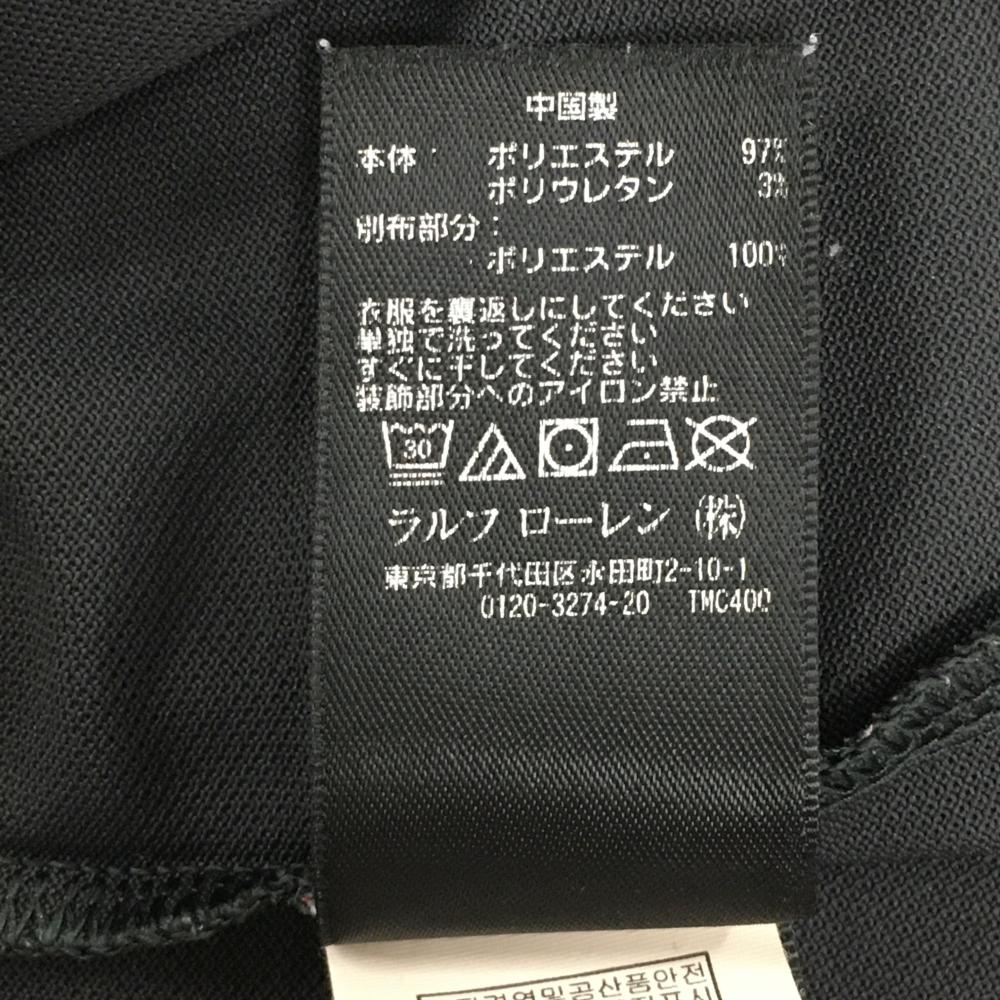 中国製
本体: ポリエステル 97%
ポリウレタン 3%
別布部分:
ポリエステル 100%
衣服を裏返しにしてください
単独で洗ってください
すぐに干してください
装飾部分へのアイロン禁止
30
ラルフ ローレン (株)
東京都千代田区永田町2-10-1
0120-3274-20 TMC400
공산품안전